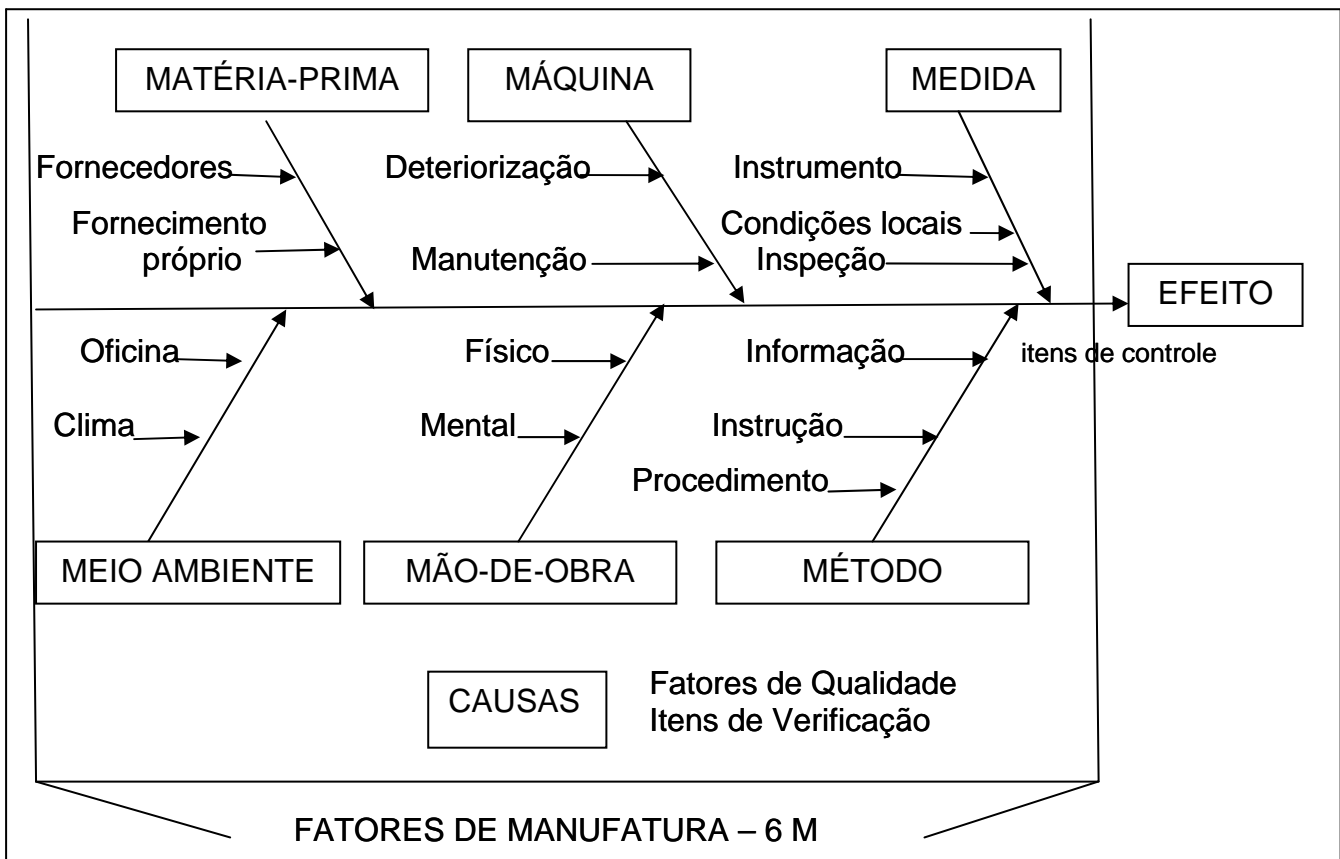 MATÉRIA-PRIMA
MÁQUINA
MEDIDA
Fornecedores
Deteriorização
Instrumento
Fornecimento
próprio
Condições locais
Manutenção
Inspeção
EFEITO
Oficina
Físico
Informação
itens de controle
Clima
Mental
Instrução
Procedimento
MEIO AMBIENTE
MÃO-DE-OBRA
MÉTODO
CAUSAS
Fatores de Qualidade
Itens de Verificação
FATORES DE MANUFATURA – 6 M